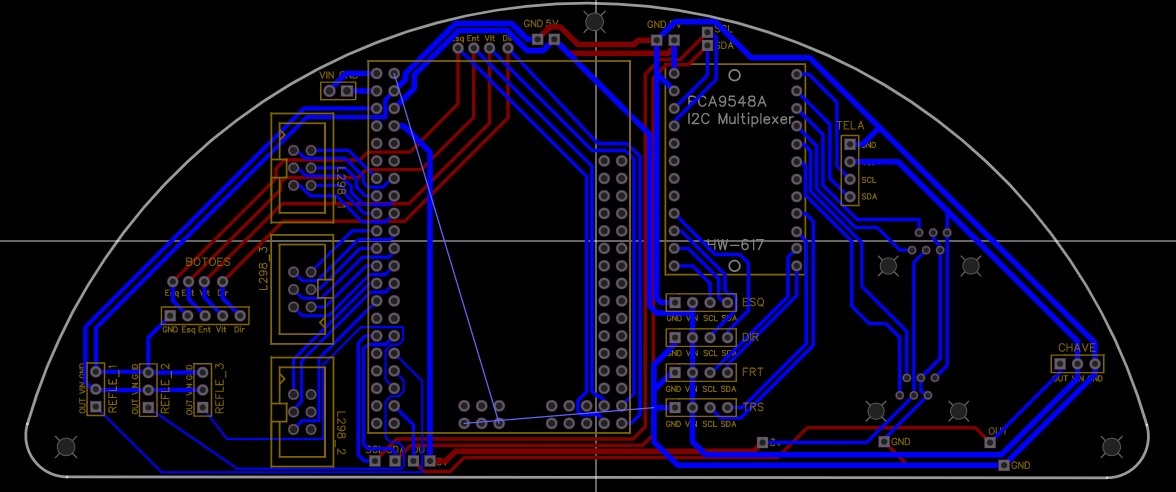 GND 5V
Esq Ent Vlt Dir
GND 5V
SCL
SDA
VIN GND
PCA9548A
I2C Multiplexer
TELA
GND
SCL
SDA
L298_1
HW-617
BOTOES
Esq Ent Vlt Dir
GND Esq Ent Vlt Dir
L298_3
ESQ
GND VIN SCL SDA
DIR
GND VIN SCL SDA
FRT
GND VIN SCL SDA
TRS
GND VIN SCL SDA
CHAVE
OUT VIN GND
OUT VIN GND
REFLE_1
OUT VIN GND
REFLE_2
OUT VIN GND
REFLE_3
L298_2
SCL SDA OUT
GND
OUT
GND